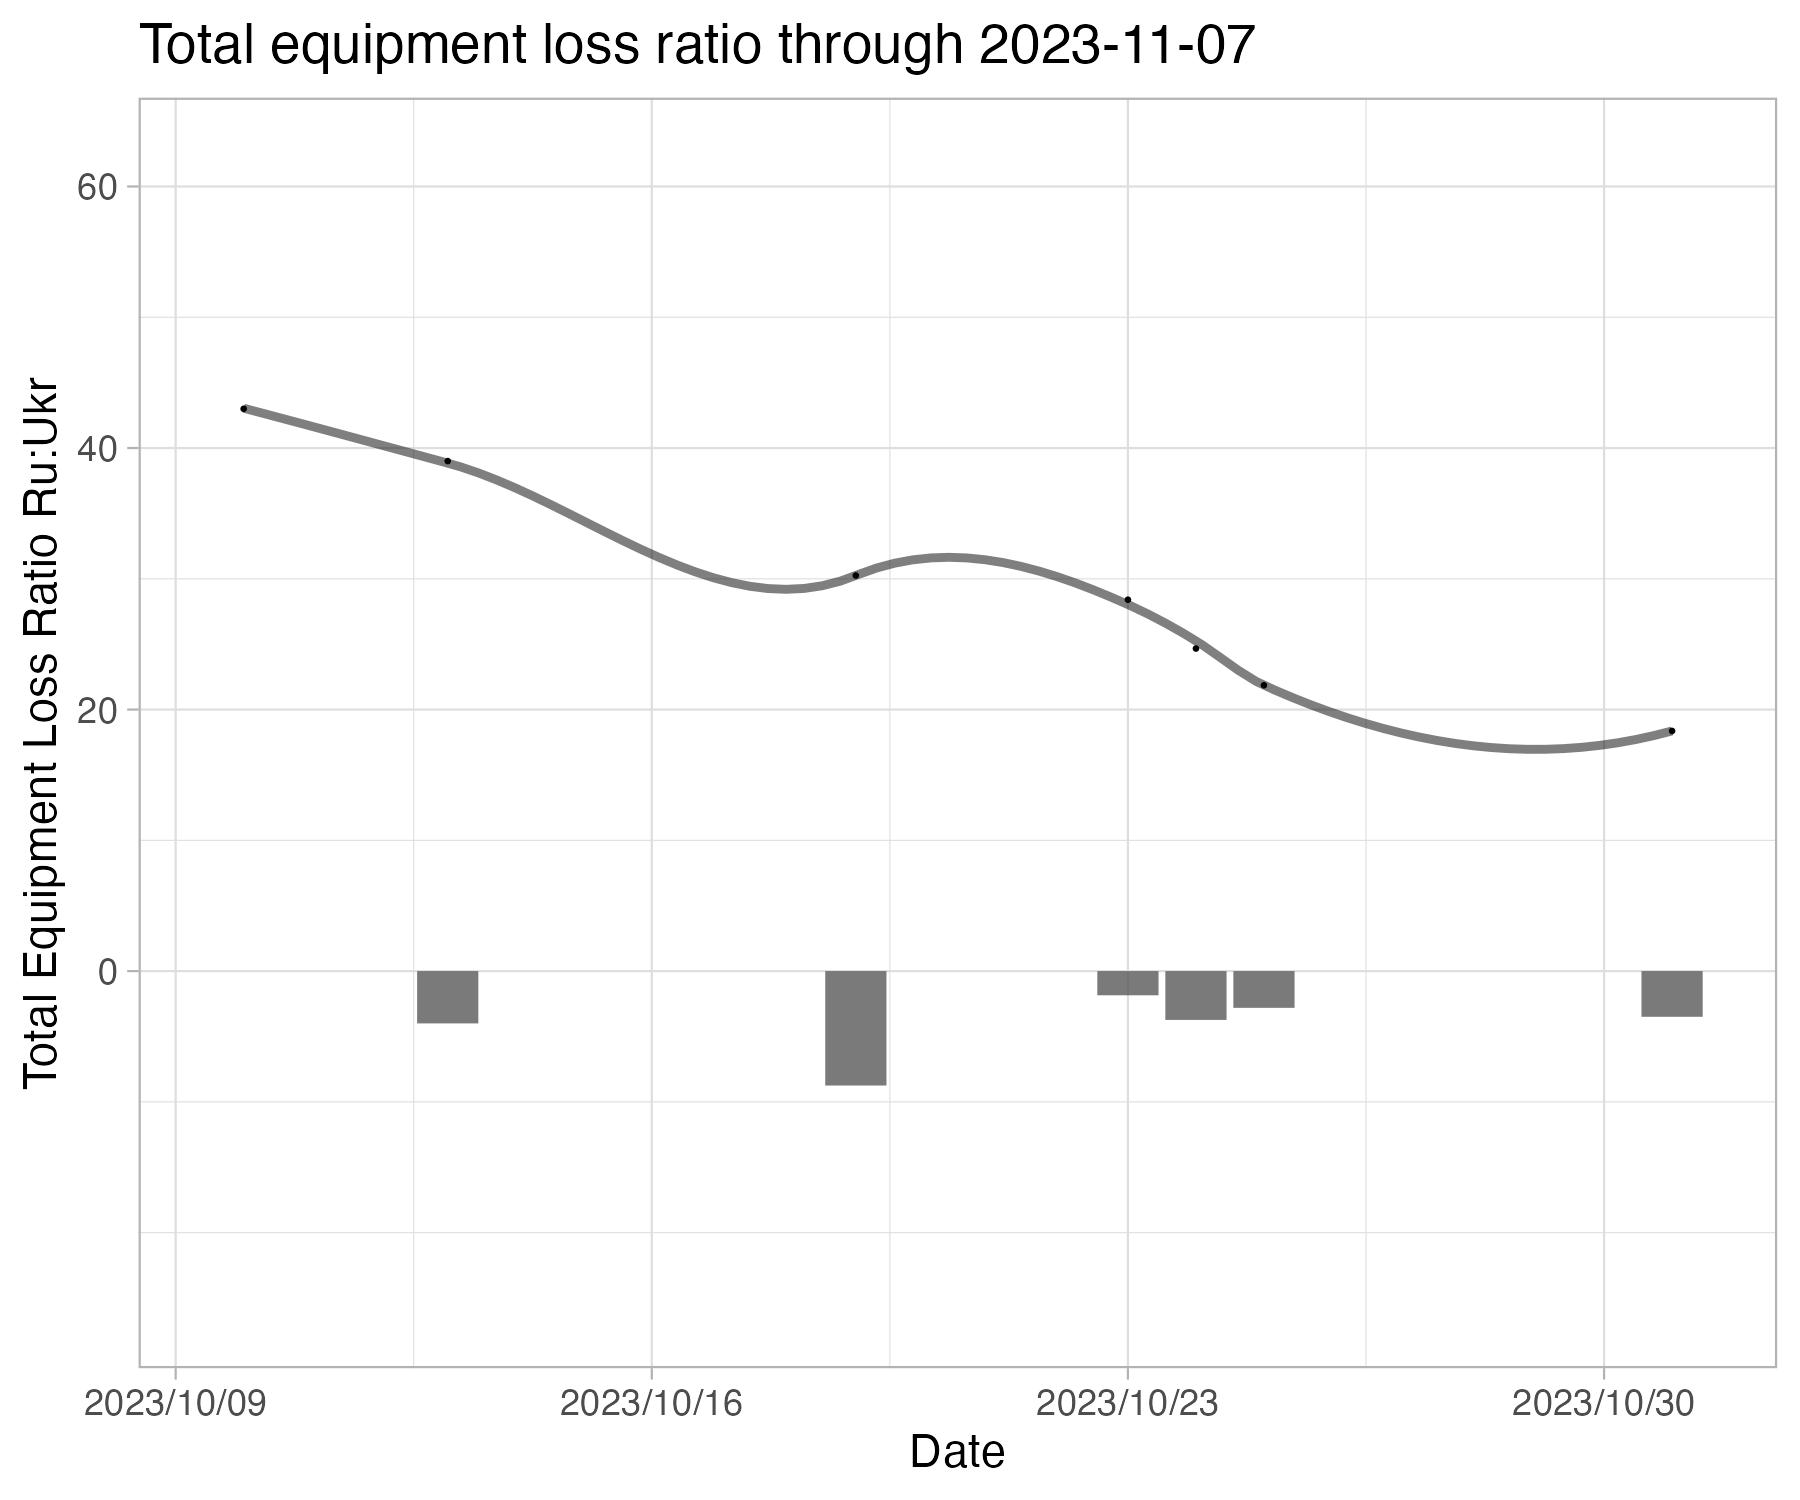 Total equipment loss ratio through 2023-11-07
Total Equipment Loss Ratio Ru:Ukr
60
40
20
0
2023/10/09
2023/10/16
2023/10/23
2023/10/30
Date